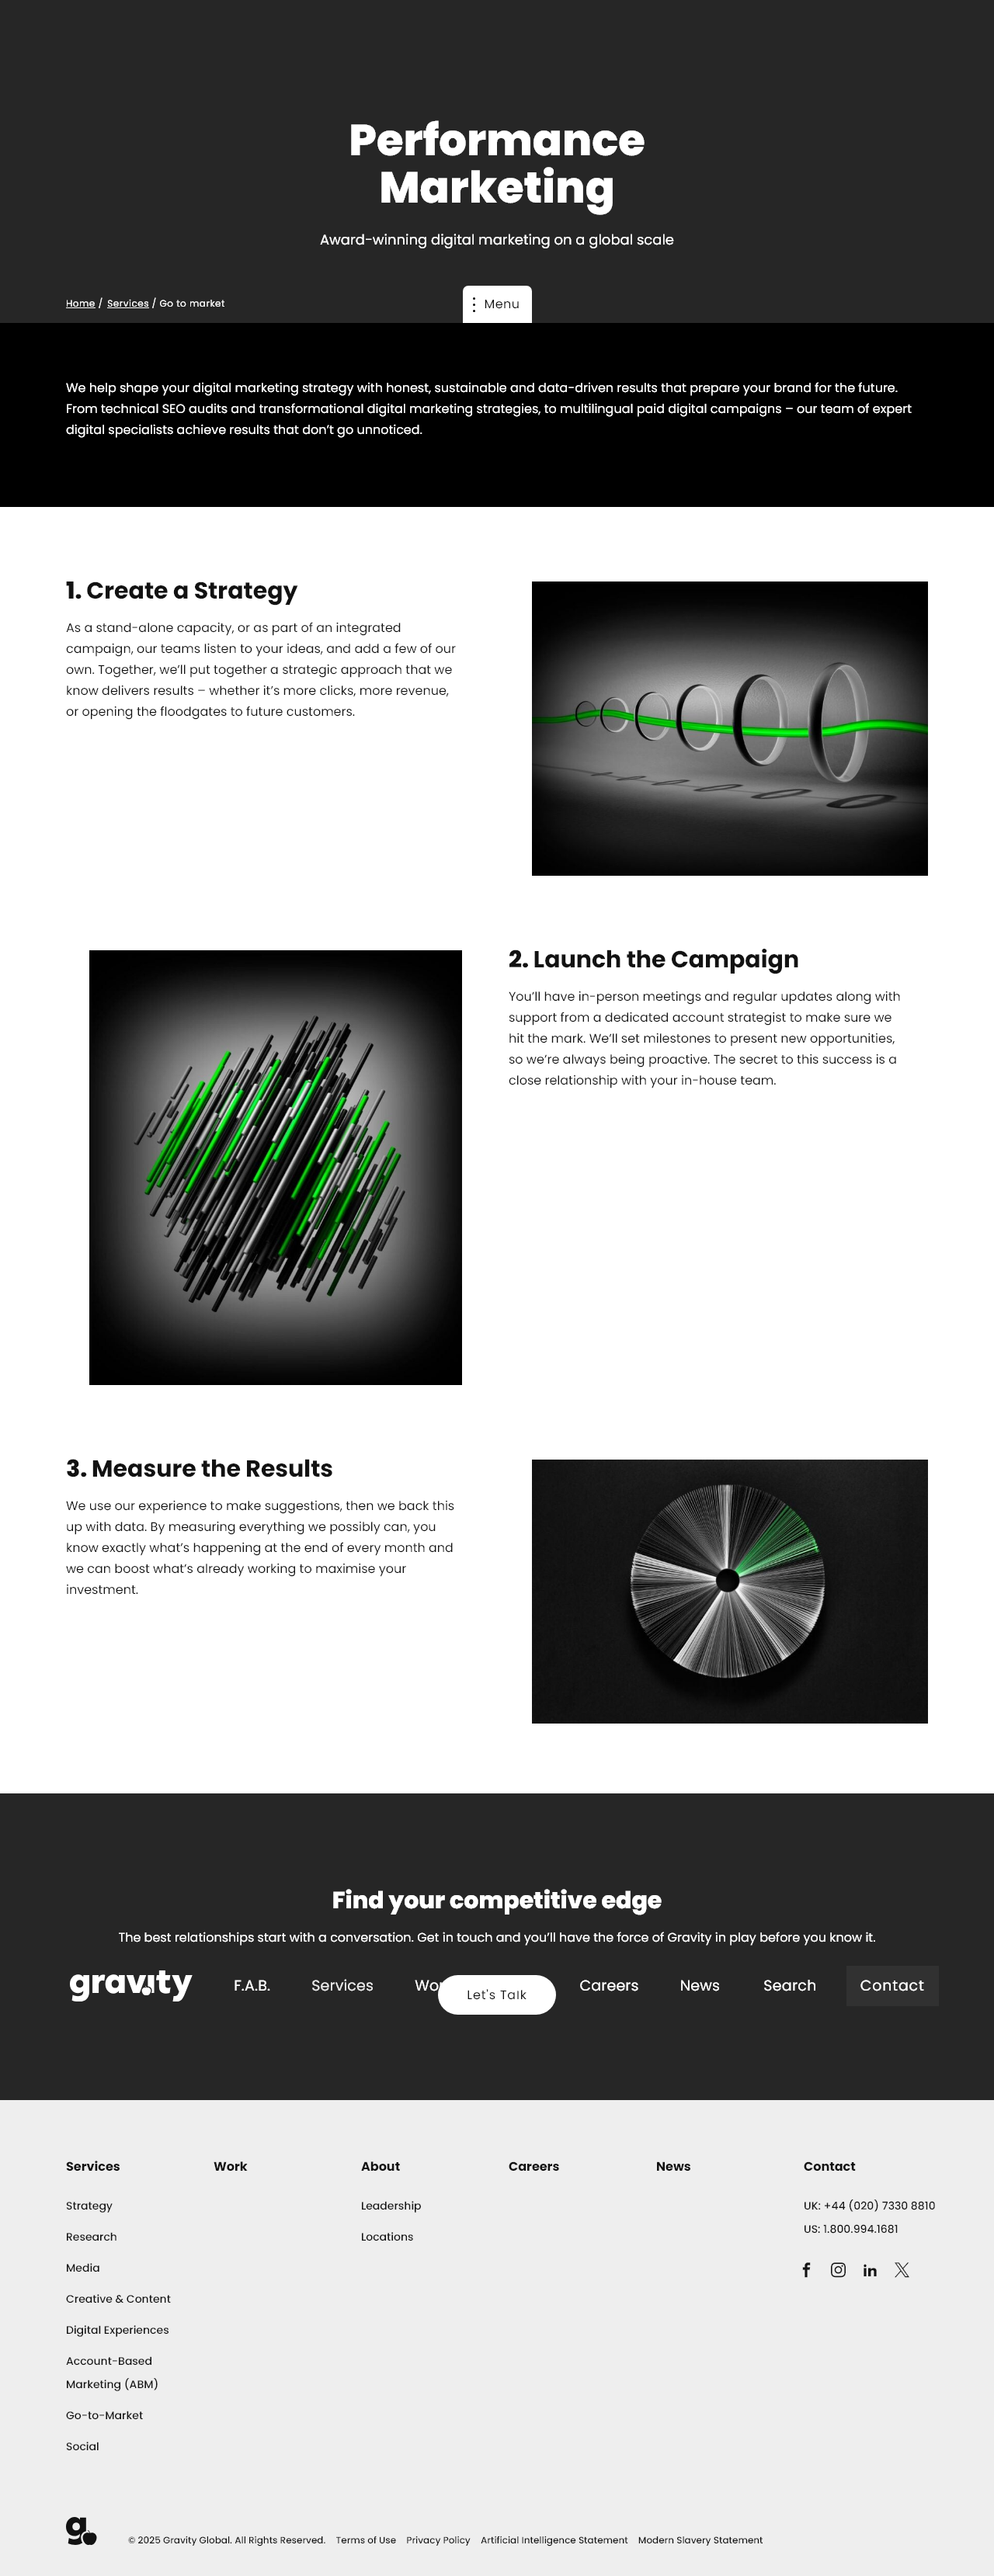 Performance
Marketing
Award-winning digital marketing on a global scale
Home / Services / Go to market
Menu
We help shape your digital marketing strategy with honest, sustainable and data-driven results that prepare your brand for the future.
From technical SEO audits and transformational digital marketing strategies, to multilingual paid digital campaigns – our team of expert
digital specialists achieve results that don’t go unnoticed.
1. Create a Strategy
As a stand-alone capacity, or as part of an integrated
campaign, our teams listen to your ideas, and add a few of our
own. Together, we’ll put together a strategic approach that we
know delivers results – whether it’s more clicks, more revenue,
or opening the floodgates to future customers.
2. Launch the Campaign
You’ll have in-person meetings and regular updates along with
support from a dedicated account strategist to make sure we
hit the mark. We’ll set milestones to present new opportunities,
so we’re always being proactive. The secret to this success is a
close relationship with your in-house team.
3. Measure the Results
We use our experience to make suggestions, then we back this
up with data. By measuring everything we possibly can, you
know exactly what’s happening at the end of every month and
we can boost what’s already working to maximise your
investment.
Find your competitive edge
The best relationships start with a conversation. Get in touch and you’ll have the force of Gravity in play before you know it.
gravity F.A.B. Services Careers News Search Contact
Let's Talk
Services
Strategy
Research
Media
Creative & Content
Digital Experiences
Account-Based
Marketing (ABM)
Go-to-Market
Social
Work
About
Leadership
Locations
Careers
News
Contact
UK: +44 (020) 7330 8810
US: 1.800.994.1681
g
© 2025 Gravity Global. All Rights Reserved. Terms of Use Privacy Policy Artificial Intelligence Statement Modern Slavery Statement